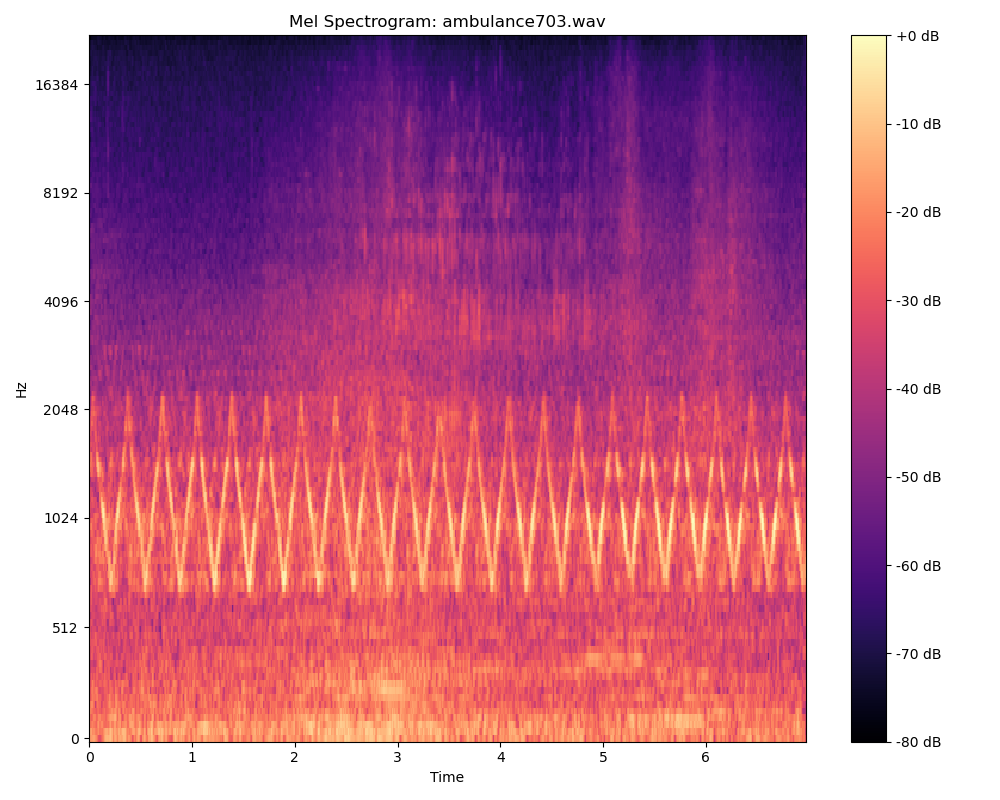 Mel Spectrogram: ambulance703.wav
+0 dB
16384
-10 dB
8192
-20 dB
4096
-30 dB
Hz
2048
-40 dB
1024
-50 dB
512
-60 dB
0
-70 dB
-80 dB
0 1 2 3 4 5 6
Time